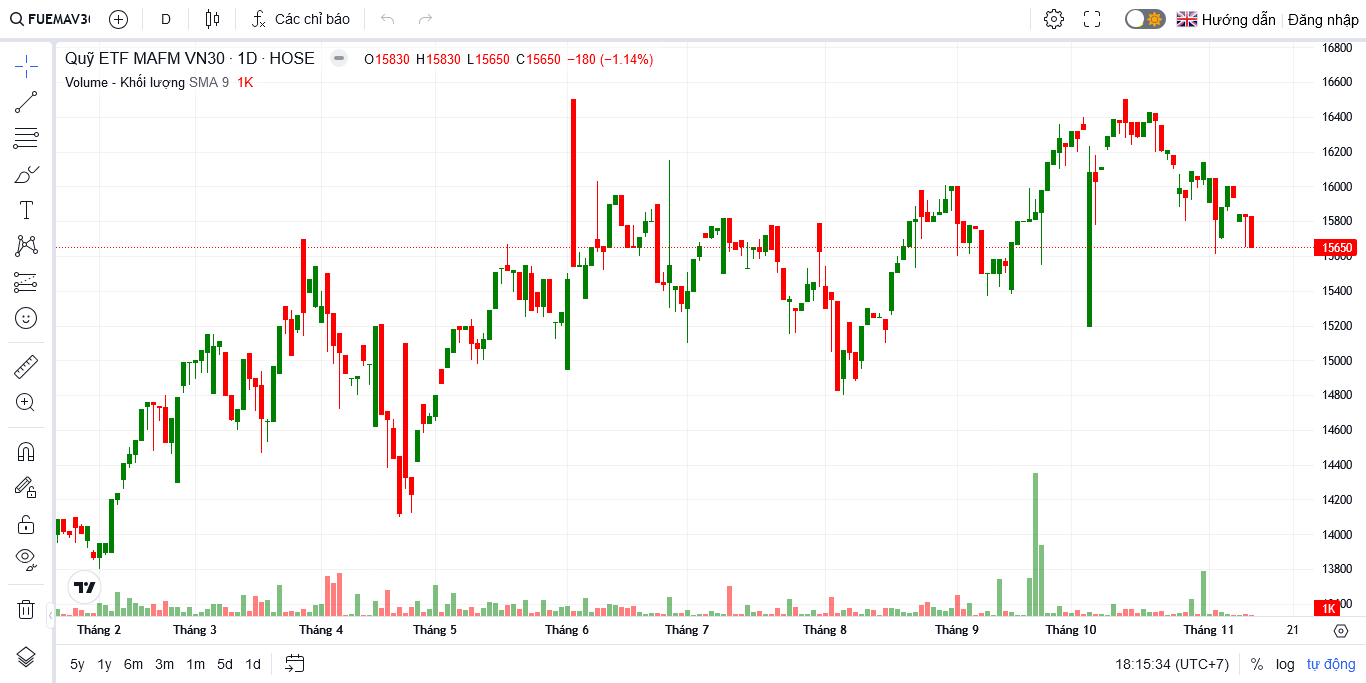 FUEMAV30 D Các chỉ báo Hướng dẫn Đăng nhập
Quỹ ETF MAFM VN30 · 1D · HOSE O15830 H15830 L15650 C15650 −180 (−1.14%)
Volume - Khối lượng SMA 9 1K
16800
16600
16400
16200
16000
15800
15650
15600
15400
15200
15000
14800
14600
14400
14200
14000
13800
1K
Tháng 2 Tháng 3 Tháng 4 Tháng 5 Tháng 6 Tháng 7 Tháng 8 Tháng 9 Tháng 10 Tháng 11 21
5y 1y 6m 3m 1m 5d 1d 18:15:34 (UTC+7) % log tự động